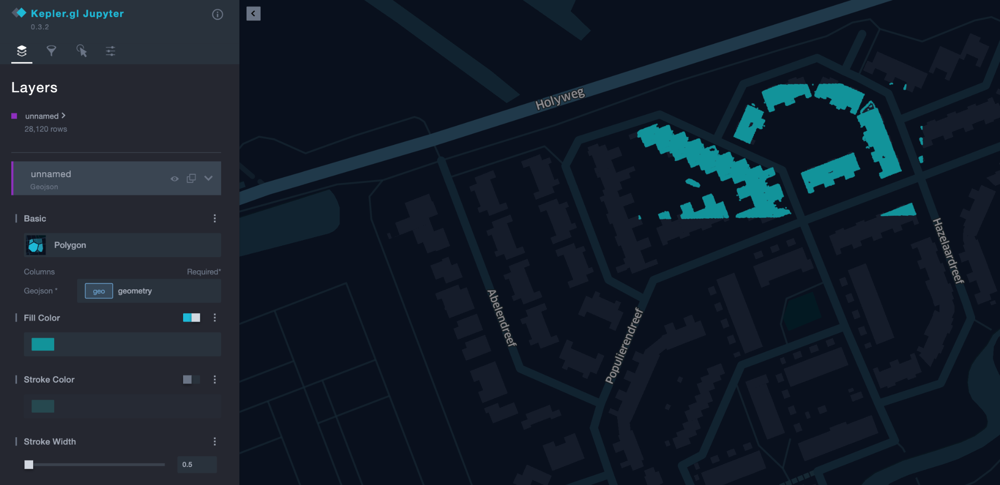 Kepler.gl Jupyter
0.3.2
Layers
unnamed
28,120 rows
unnamed
Geojson
Basic
Polygon
Columns Required*
Geojson * geo geometry
Fill Color
Stroke Color
Stroke Width
0.5
Holyweg
Abelendreef
Populierendreef
Hazelaardreef